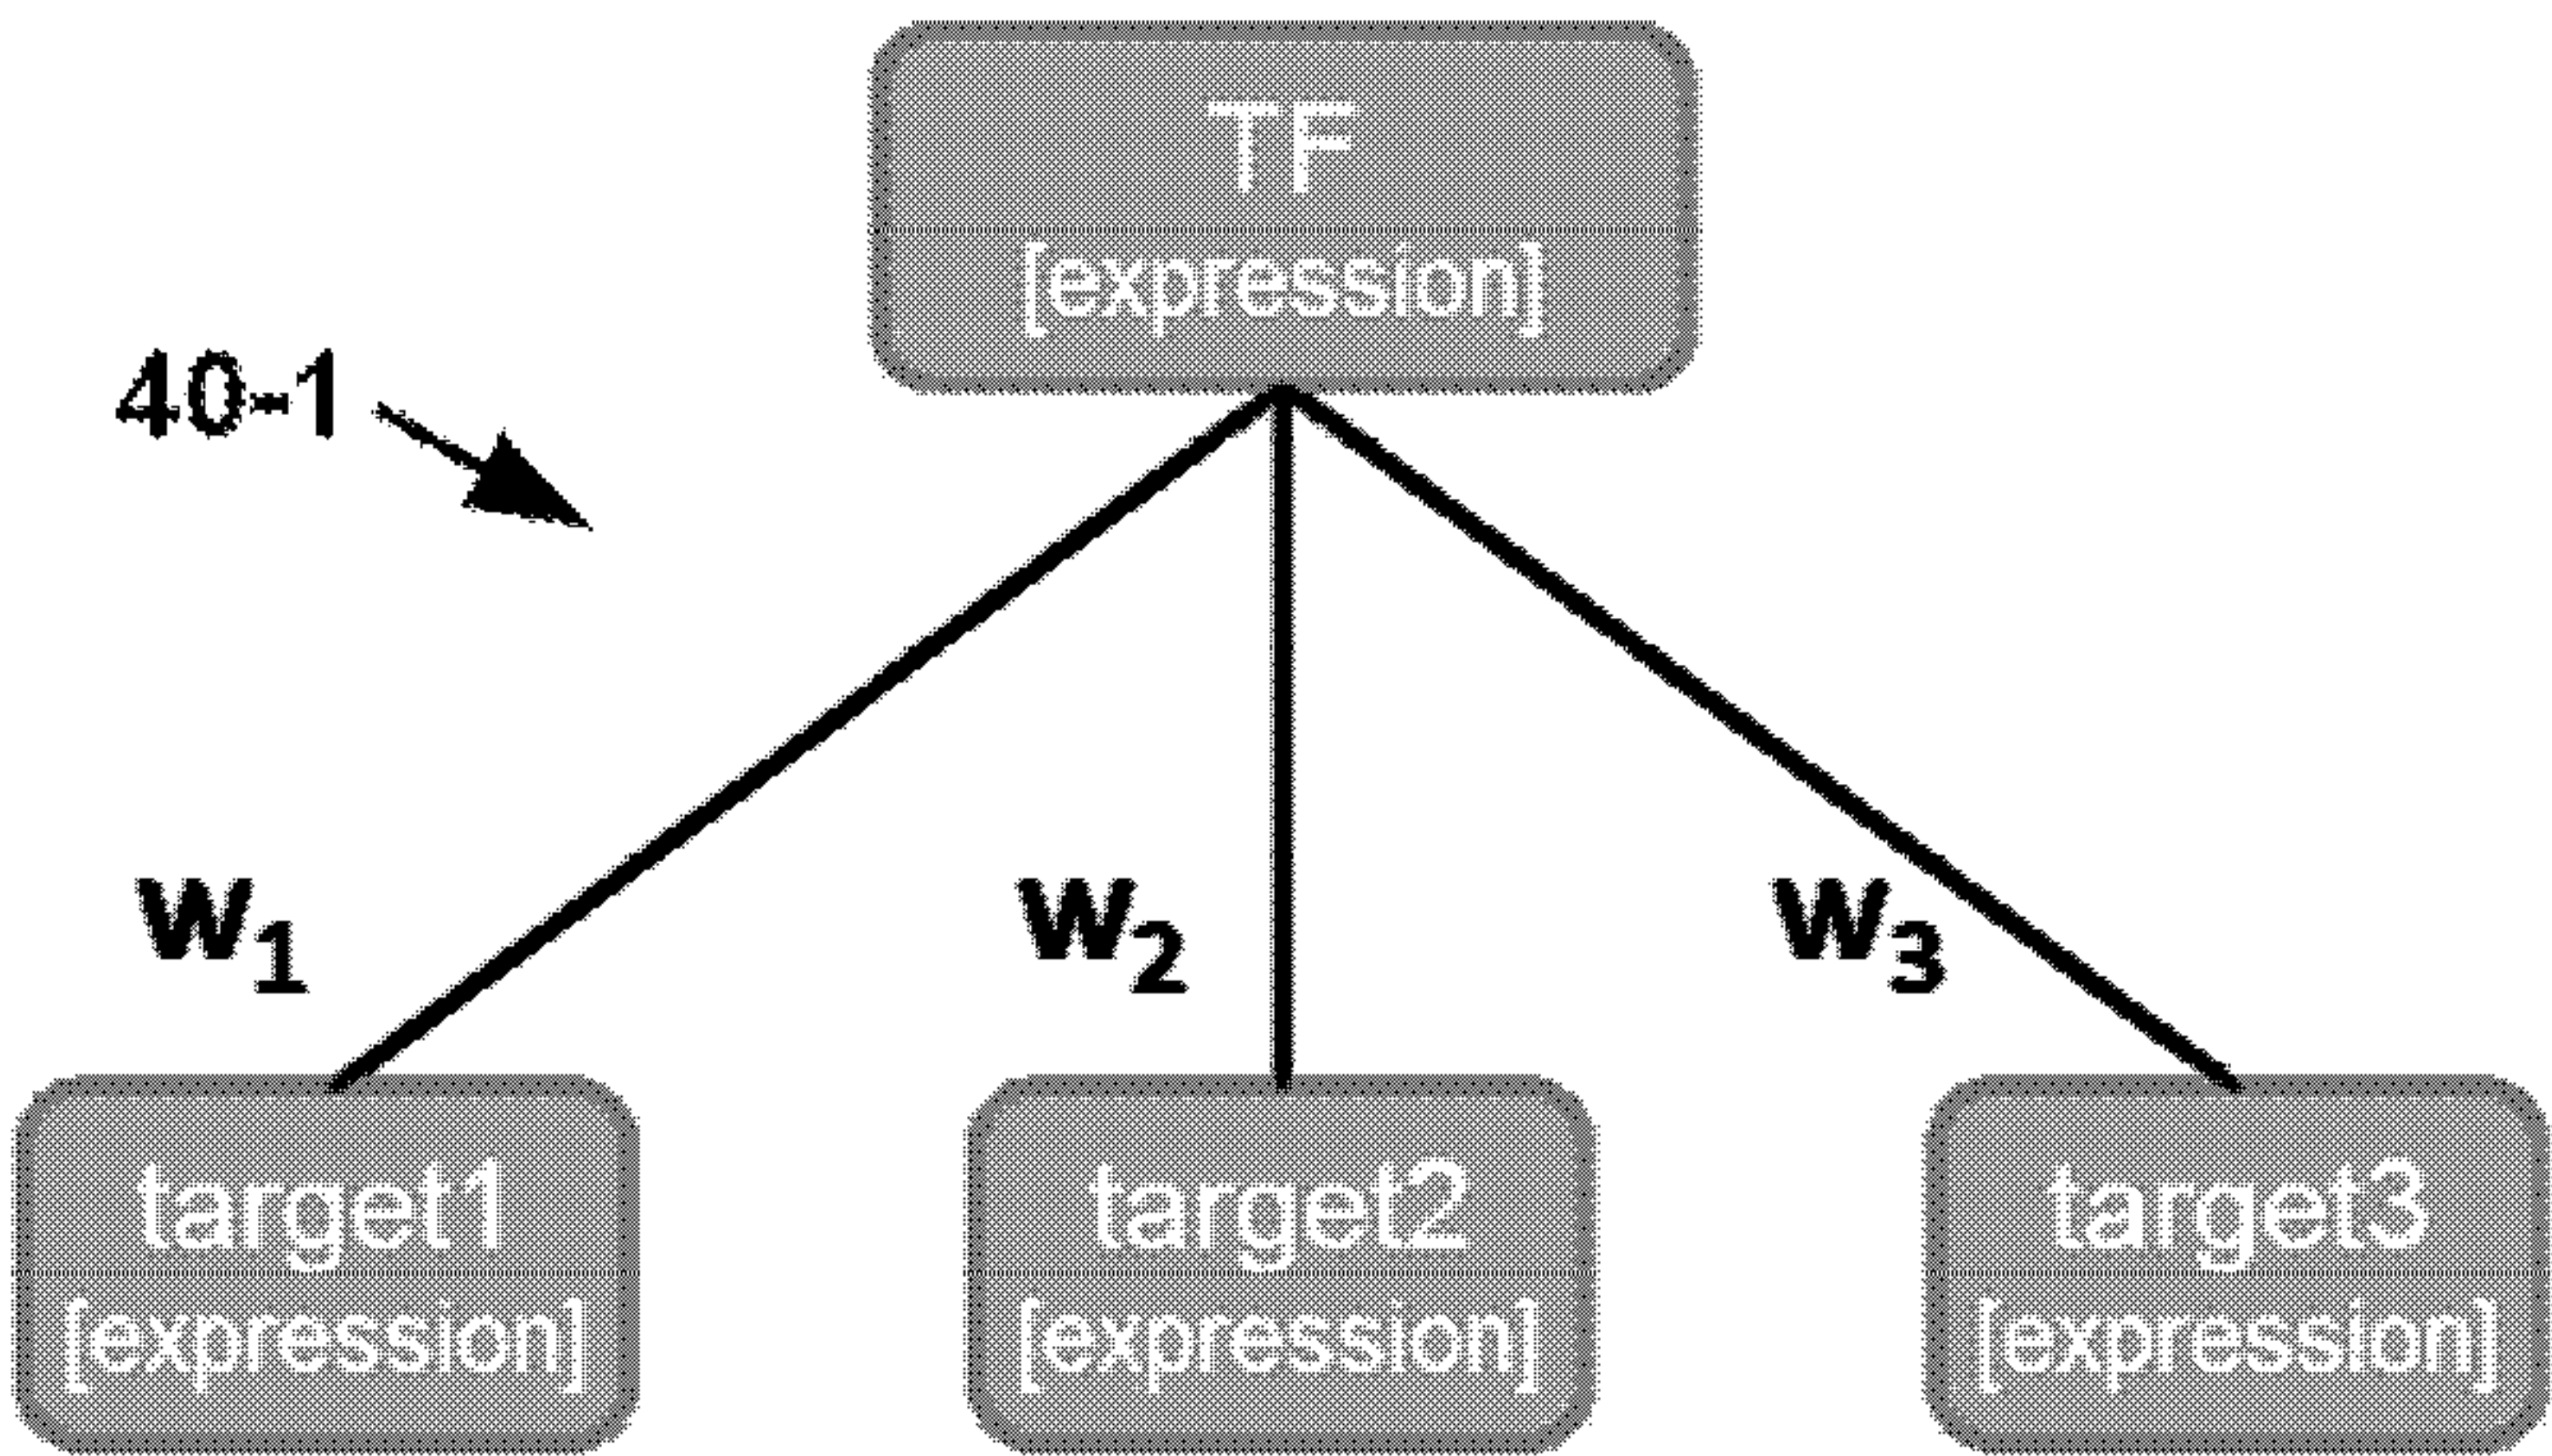 TF
[expression]
40-1
w₁
w₂
w₃
target1
[expression]
target2
[expression]
target3
[expression]